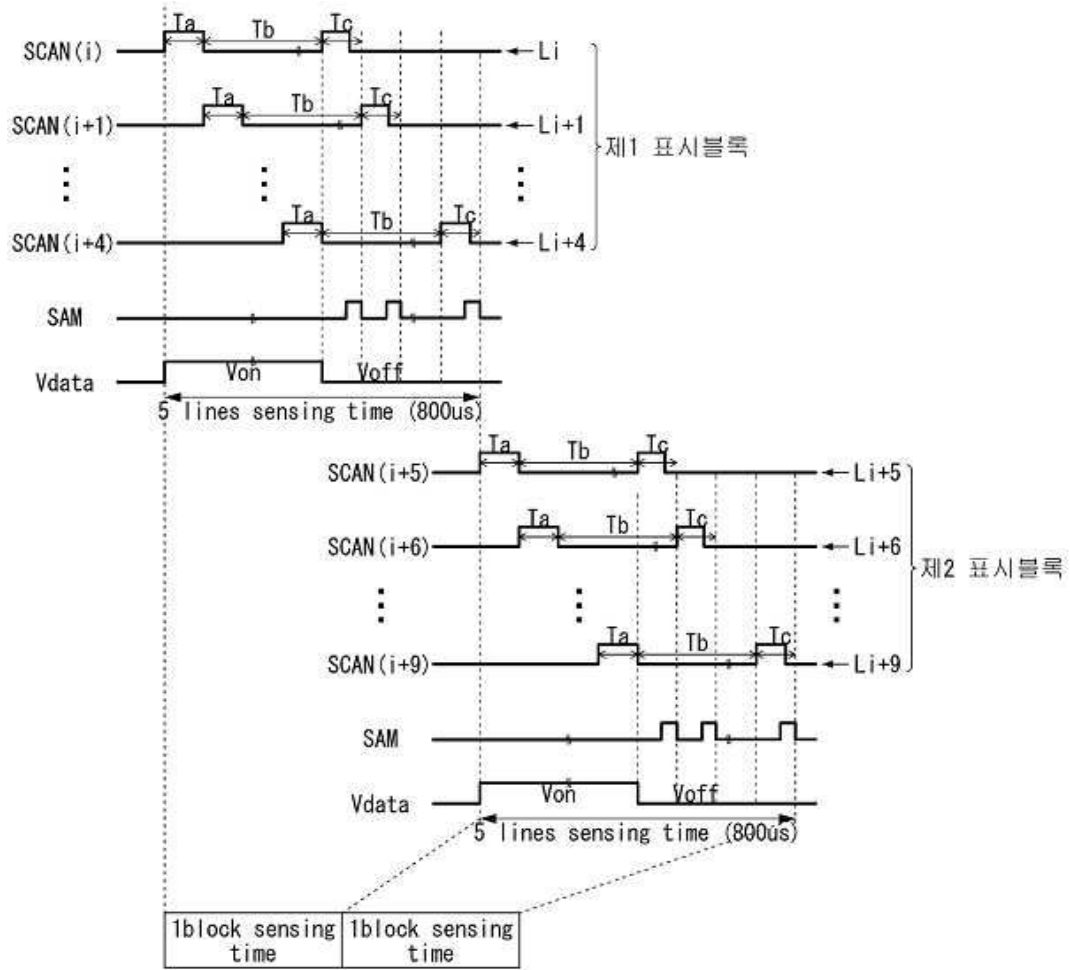 Ta Tb Tc
SCAN(i) Li
Ta Tb Tc
SCAN(i+1) Li+1
제1 표시블록
Ta Tb Tc
SCAN(i+4) Li+4
SAM
Vdata Von Voff
5 lines sensing time (800us)
Ta Tb Tc
SCAN(i+5) Li+5
Ta Tb Tc
SCAN(i+6) Li+6
제2 표시블록
Ta Tb Tc
SCAN(i+9) Li+9
SAM
Vdata Von Voff
5 lines sensing time (800us)
1block sensing time
1block sensing time